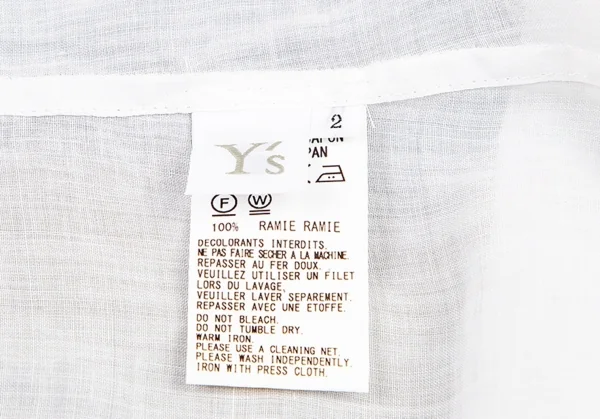 2
Y's
PAN
F W
100% RAMIE RAMIE
DECOLORANTS INTERDITS.
NE PAS FAIRE SECHER A LA MACHINE.
REPASSER AU FER DOUX.
VEUILLEZ UTILISER UN FILET
LORS DU LAVAGE.
VEUILLER LAVER SEPAREMENT.
REPASSER AVEC UNE ETOFFE.
DO NOT BLEACH.
DO NOT TUMBLE DRY.
WARM IRON.
PLEASE USE A CLEANING NET.
PLEASE WASH INDEPENDENTLY.
IRON WITH PRESS CLOTH.